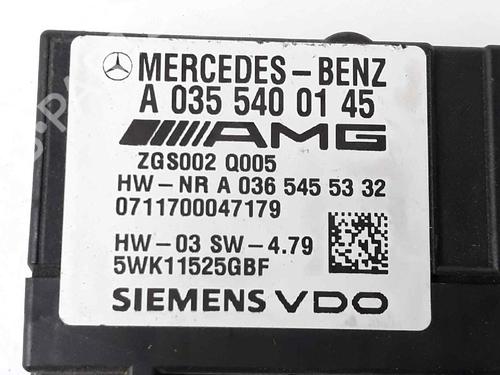 MERCEDES-BENZ
A 035 540 01 45
AMG
ZGS002 Q005
HW-NR A 036 545 53 32
0711700047179
HW-03 SW-4.79
5WK11525GBF
SIEMENS VDO